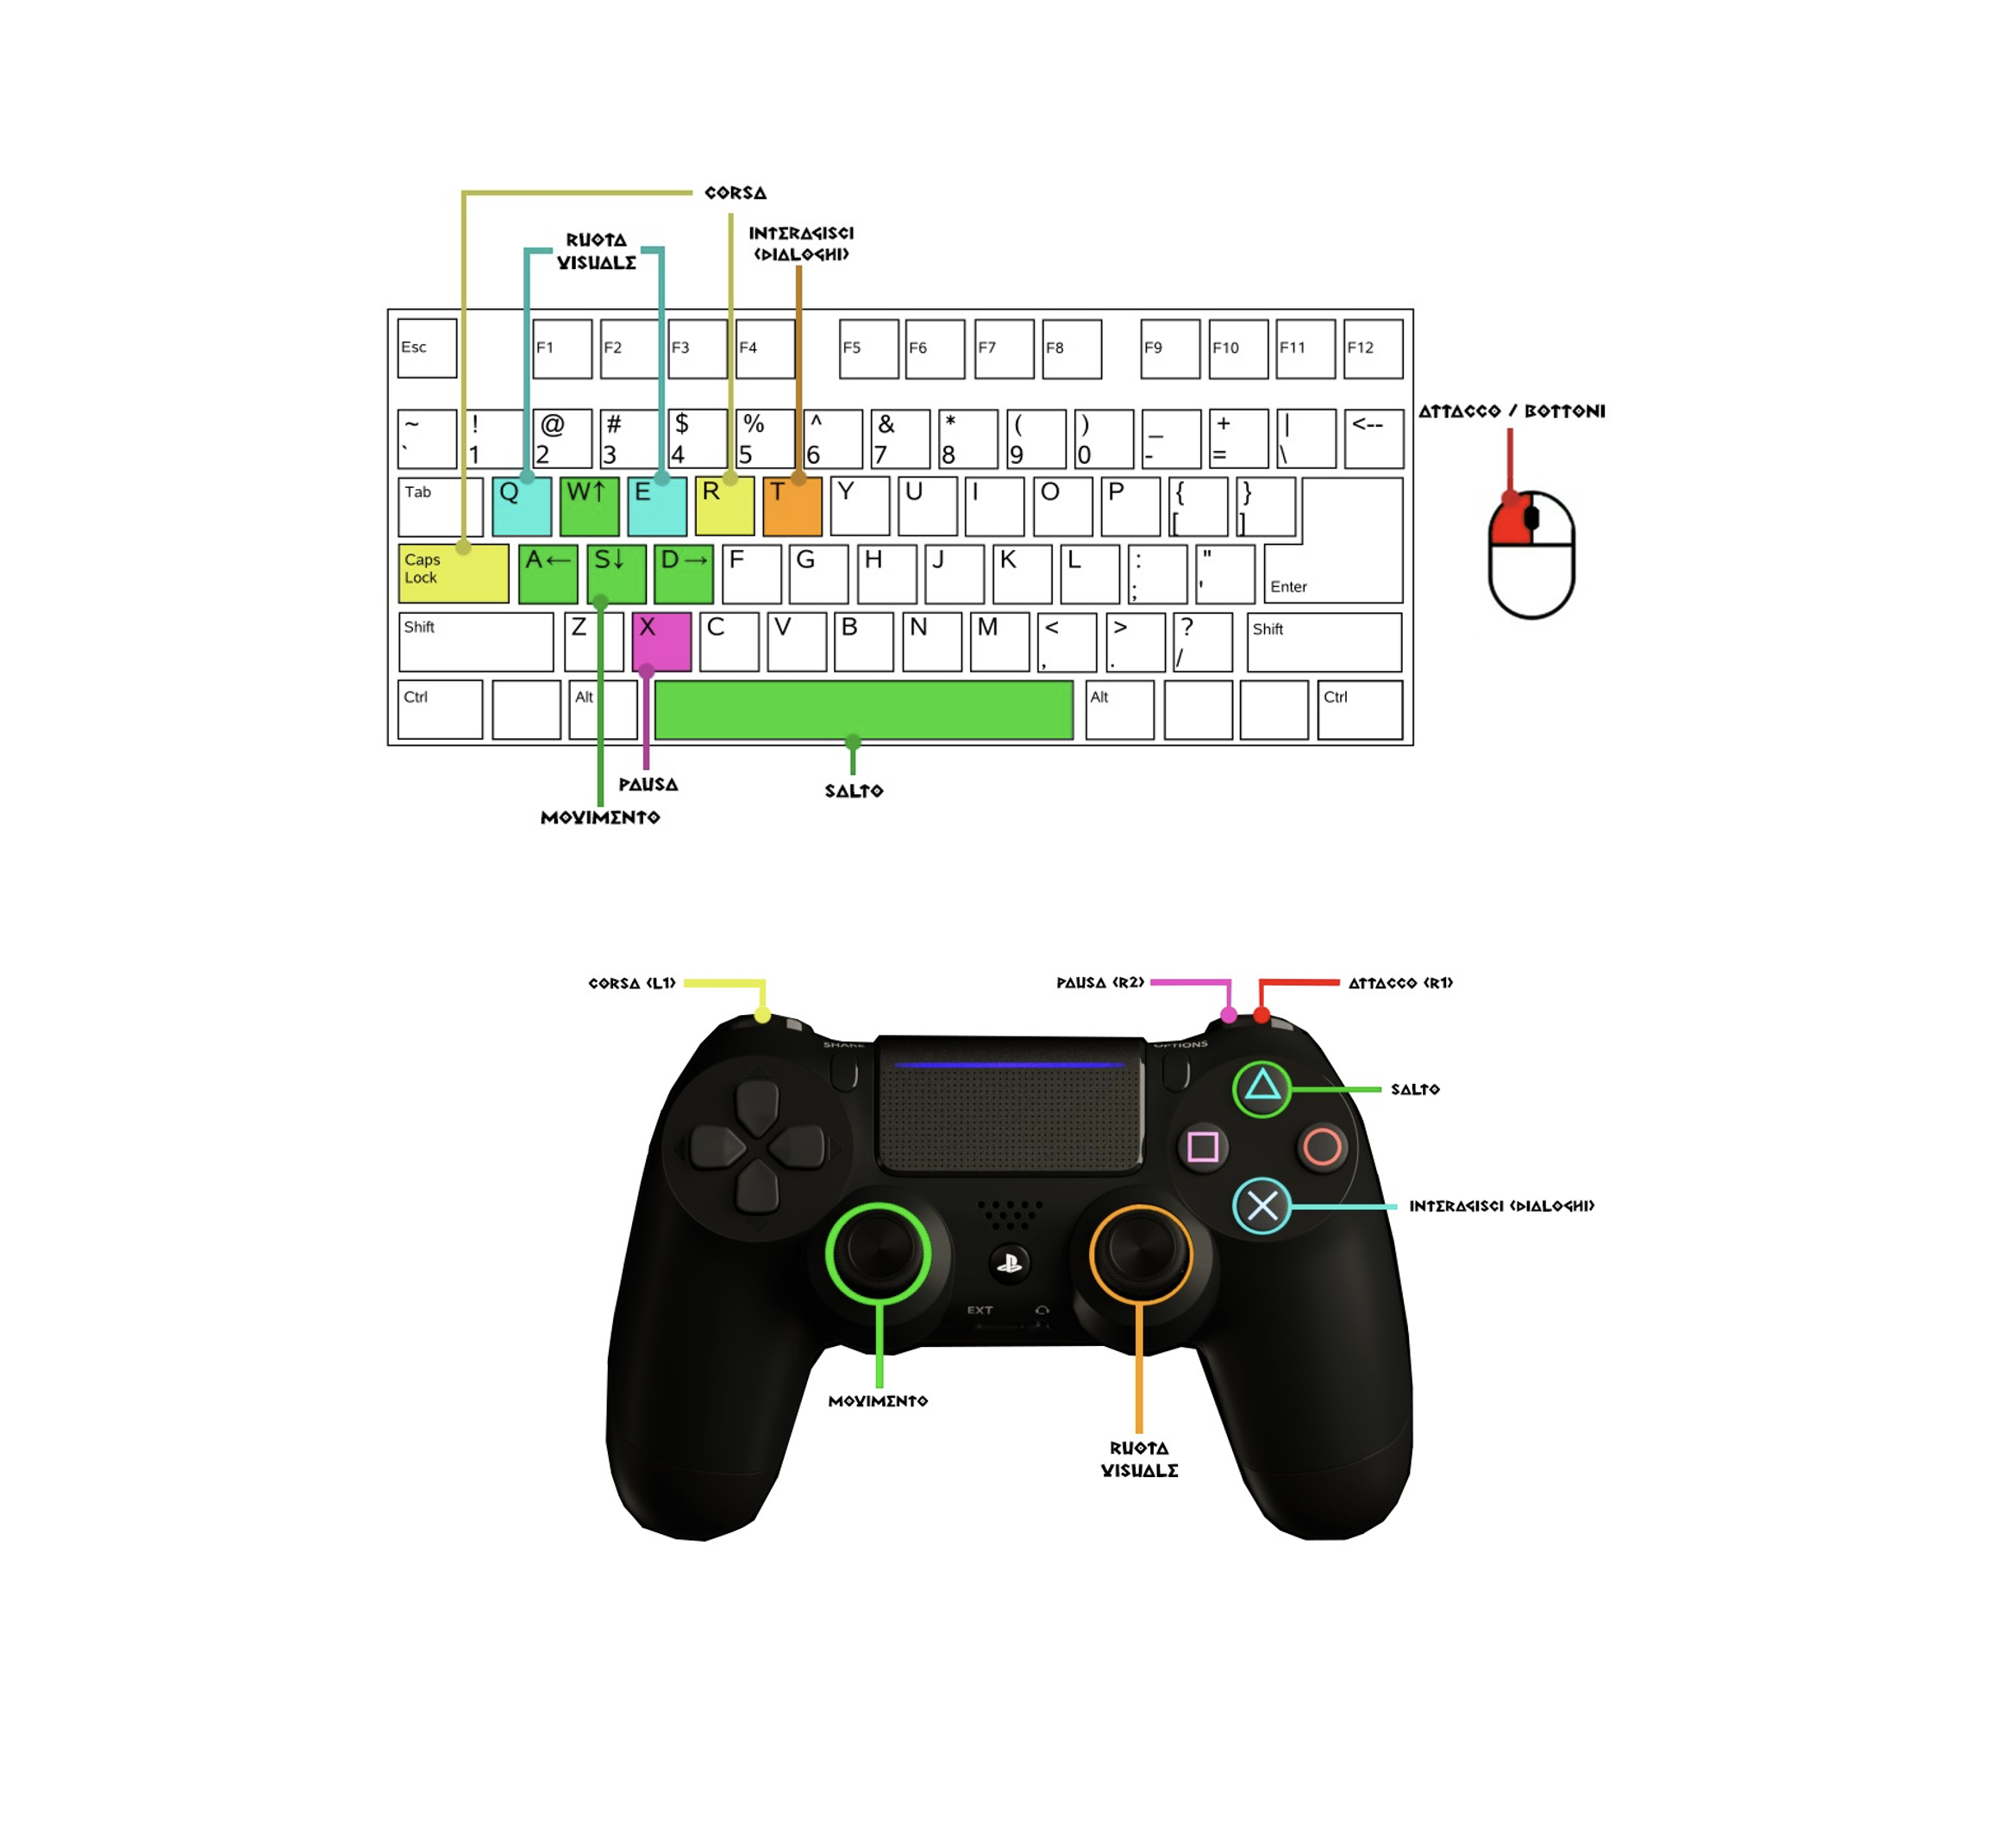 CORSA
RUOTA
VISUALE
INTERAGISCI
(DIALOGHI)
Esc F1 F2 F3 F4 F5 F6 F7 F8 F9 F10 F11 F12
ATTACCO / BOTTONI
~ ! @ # $ % ^ & * ( ) _ + | <--
` 1 2 3 4 5 6 7 8 9 0 - = \
Tab Q W↑ E R T Y U I O P { }
[ ]
Caps A← S↓ D→ F G H J K L : "
Lock ; ' Enter
Shift Z X C V B N M < > ? Shift
, . /
Ctrl Alt Alt Ctrl
PAUSA
SALTO
MOVIMENTO
CORSA (L1)
PAUSA (R2)
ATTACCO (R1)
SHARE
OPTIONS
SALTO
INTERAGISCI (DIALOGHI)
EXT
MOVIMENTO
RUOTA
VISUALE